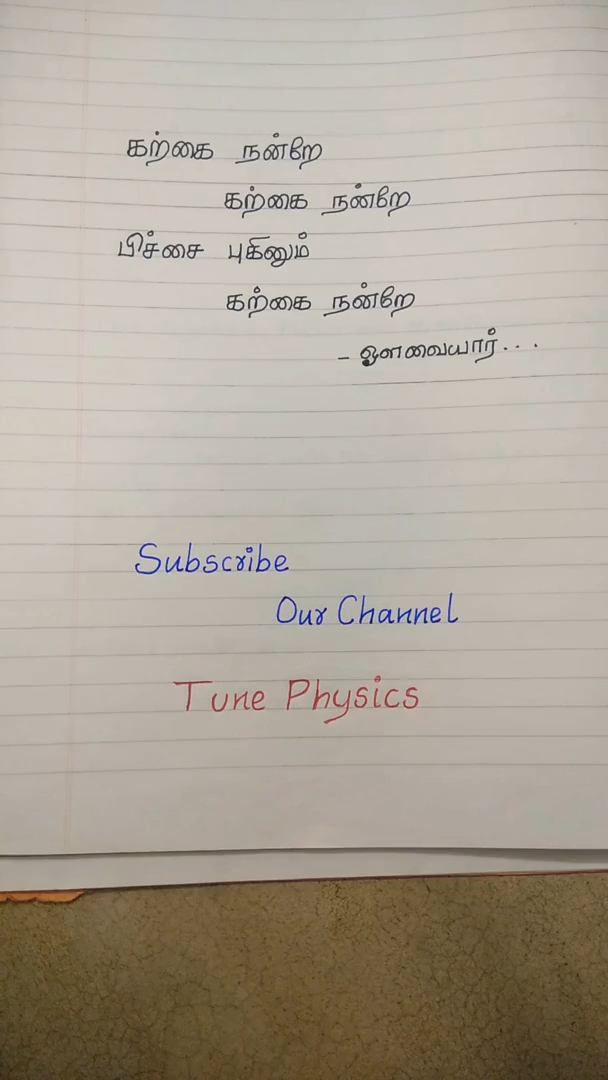 கற்கை நன்றே
கற்கை நன்றே
பிச்சை புகினும்
கற்கை நன்றே
- ஔவையார்...
Subscribe
Our Channel
Tune Physics